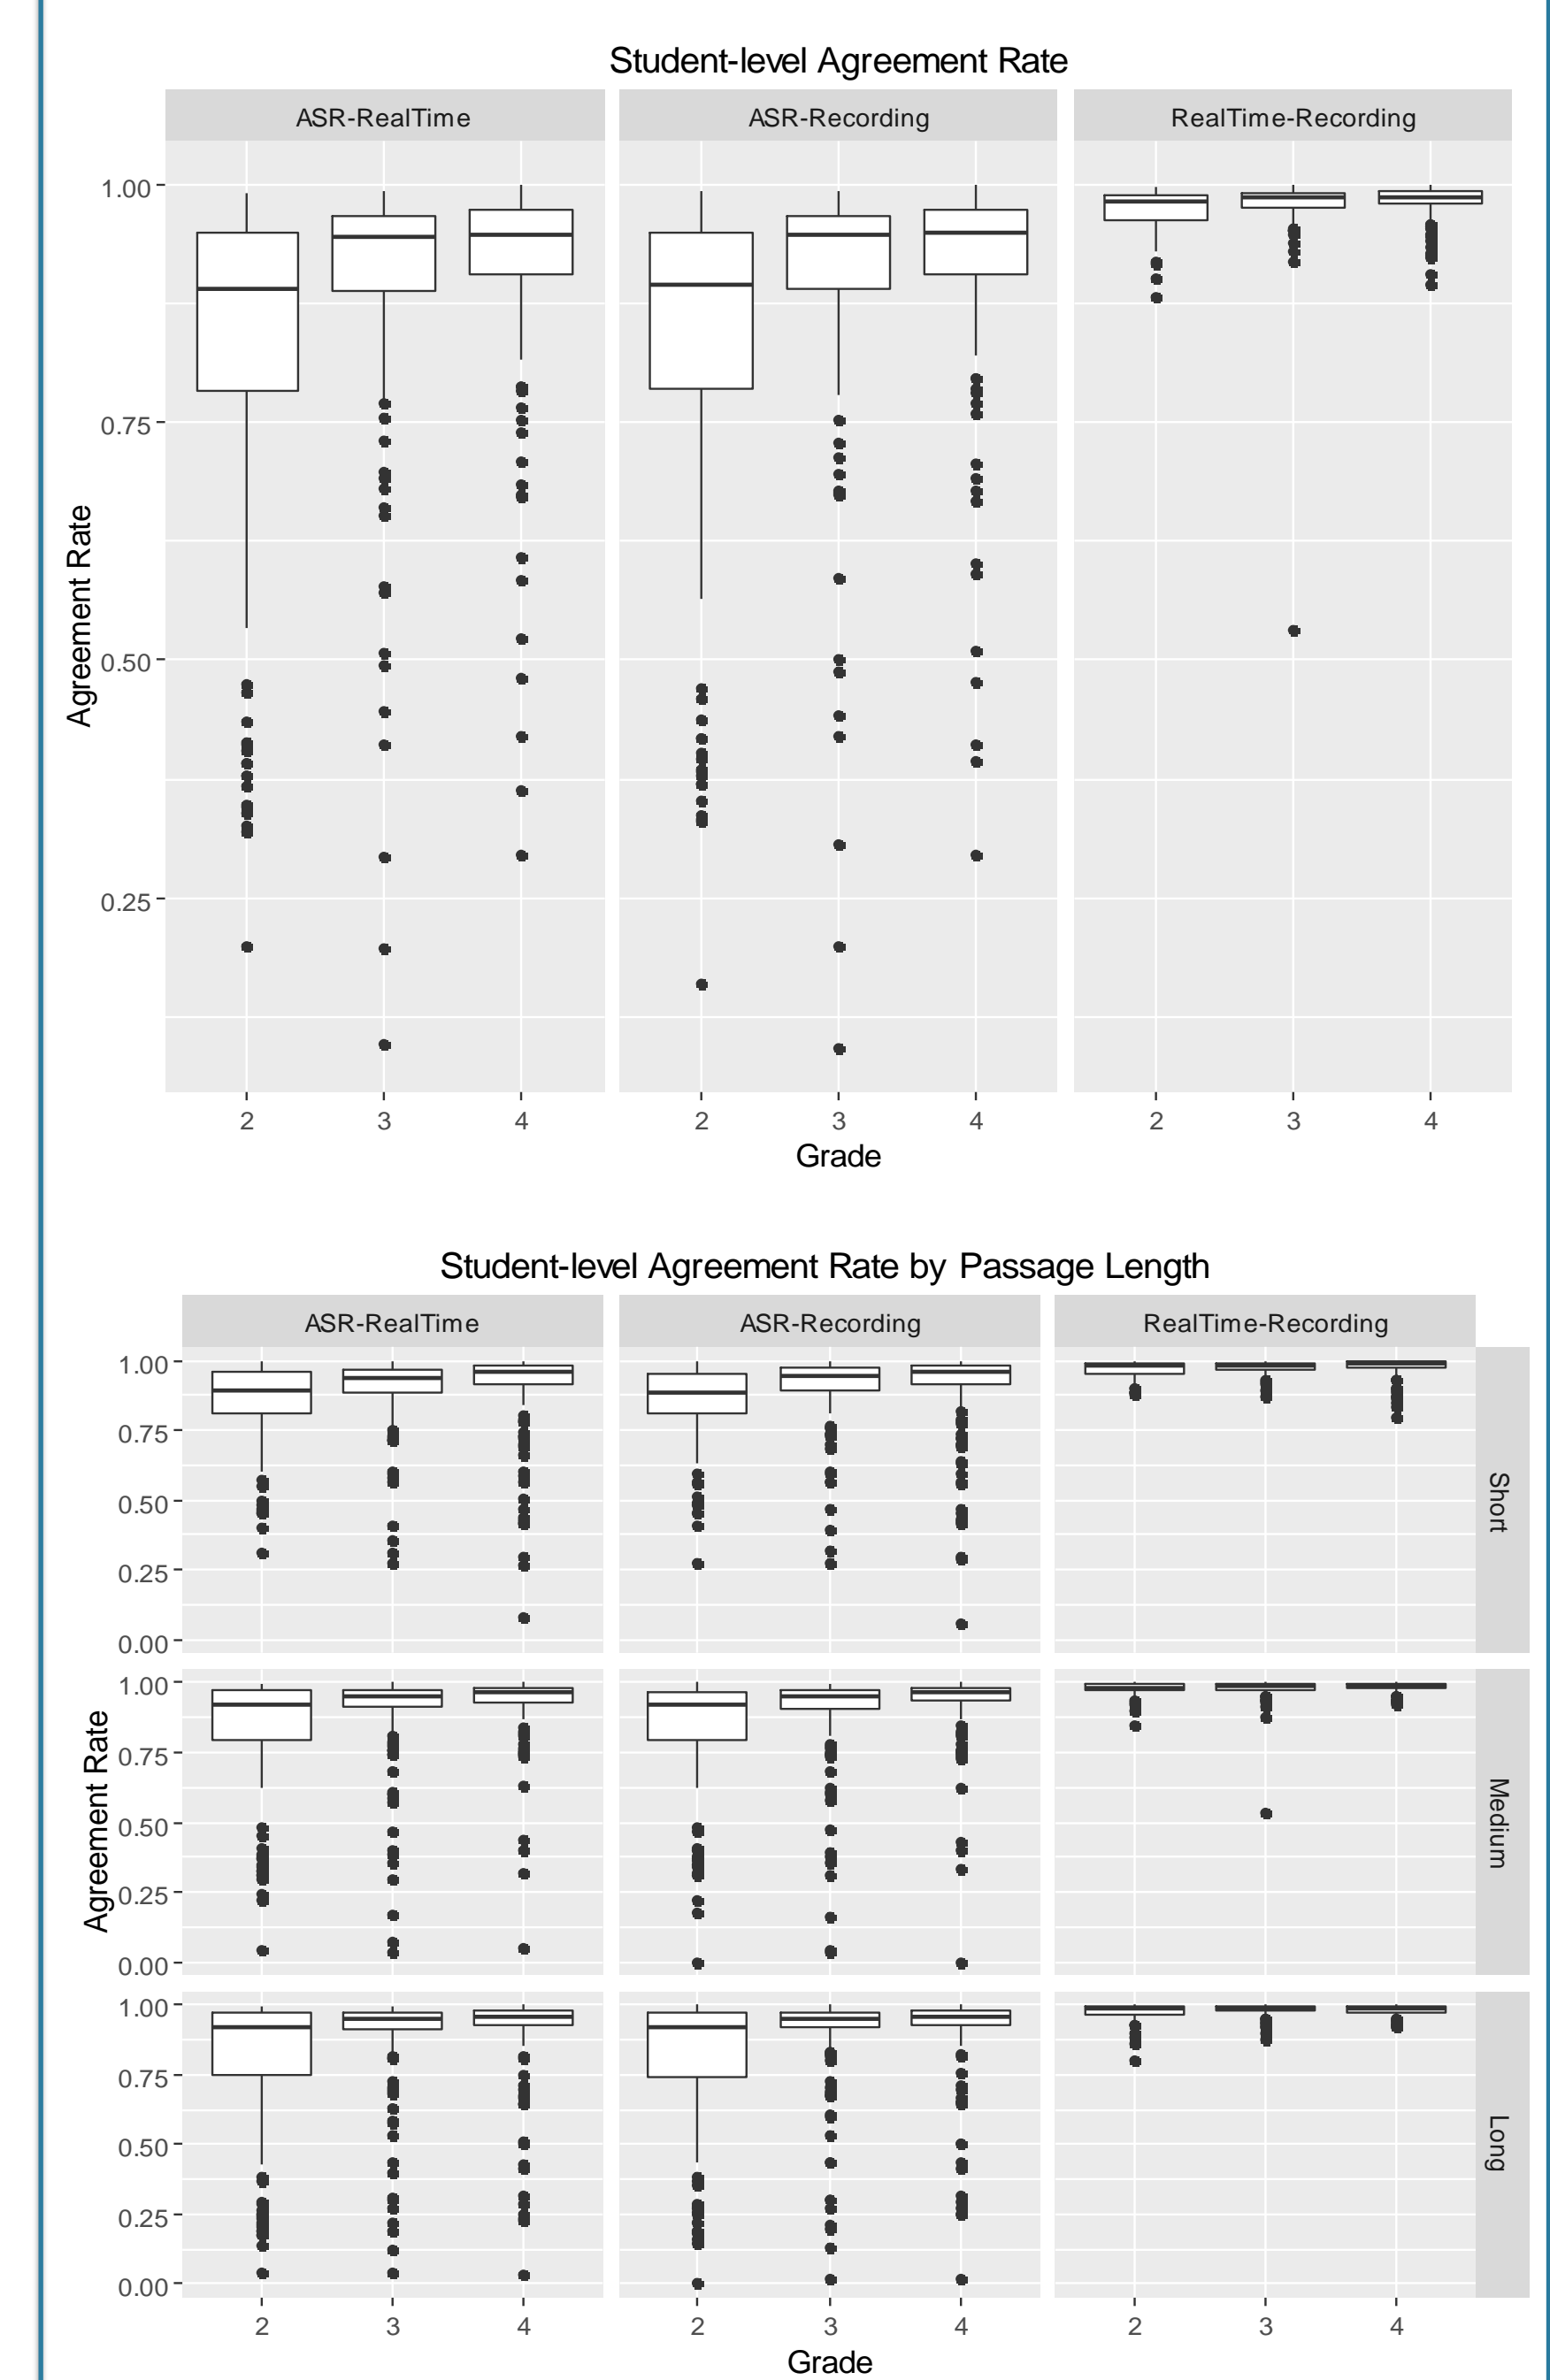 Student-level Agreement Rate
ASR-RealTime ASR-Recording RealTime-Recording
1.00
0.75
0.50
0.25
Agreement Rate
2 3 4 2 3 4 2 3 4
Grade
Student-level Agreement Rate by Passage Length
ASR-RealTime ASR-Recording RealTime-Recording
1.00
0.75
0.50
0.25
0.00
Short
1.00
0.75
0.50
0.25
0.00
Agreement Rate
Medium
1.00
0.75
0.50
0.25
0.00
Long
2 3 4 2 3 4 2 3 4
Grade